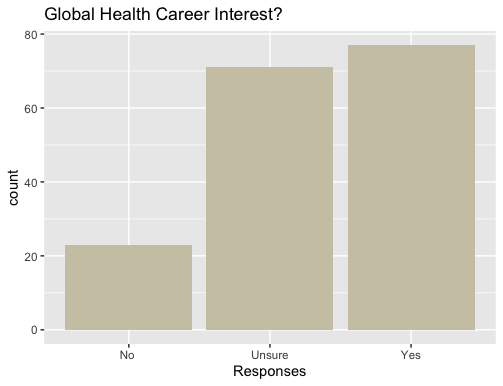 Global Health Career Interest?
80
60
40
20
0
count
No Unsure Yes
Responses